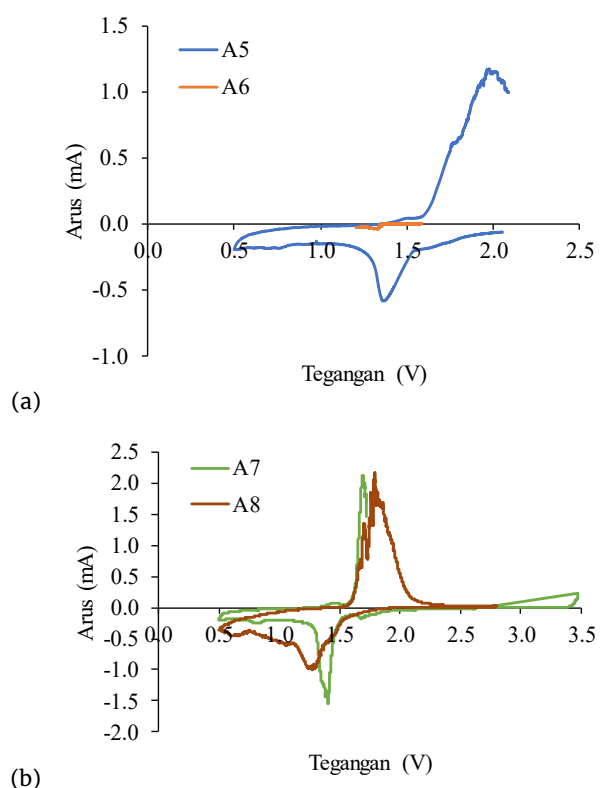 1.5
A5
A6
1.0
0.5
0.0
0.0 0.5 1.0 1.5 2.0 2.5
-0.5
-1.0
Arus (mA)
Tegangan (V)
(a)
2.5
A7
2.0
A8
1.5
1.0
0.5
0.0
0.0 0.5 1.0 1.5 2.0 2.5 3.0 3.5
-0.5
-1.0
-1.5
-2.0
Arus (mA)
Tegangan (V)
(b)